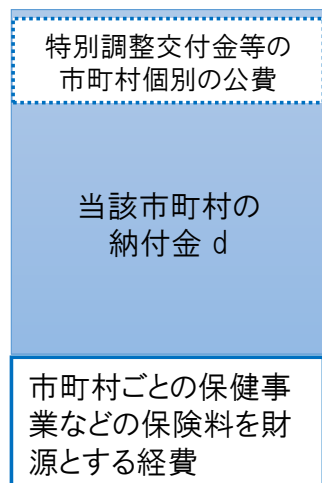 特別調整交付金等の
市町村個別の公費
当該市町村の
納付金 d
市町村ごとの保健事
業などの保険料を財
源とする経費